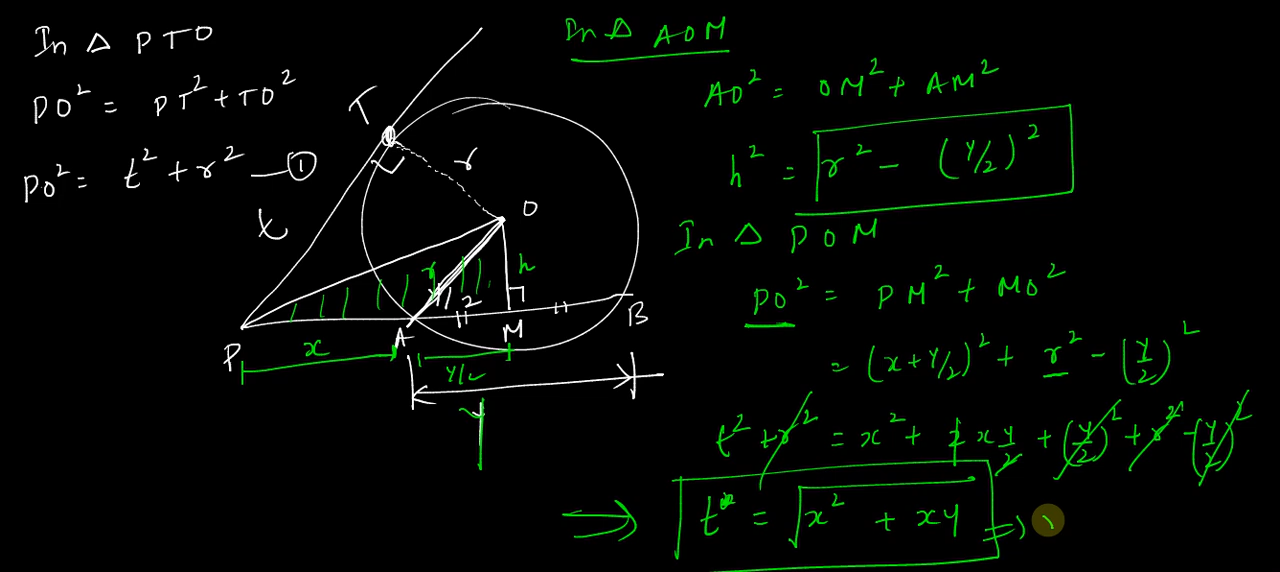 In Δ PTO
PO² = PT² + TO²
PO² = t² + r² —①
T
r
O
t
r
h
2
P
A
M
B
x
y/2
y
In Δ AOM
AO² = OM² + AM²
h² = r² - (y/2)²
In Δ POM
PO² = PM² + MO²
= (x+y/2)² + r² - (y/2)²
t² + r² = x² + 2xy/2 + (y/2)² + r² - (y/2)²
⇒ t = √x² + xy ⇒